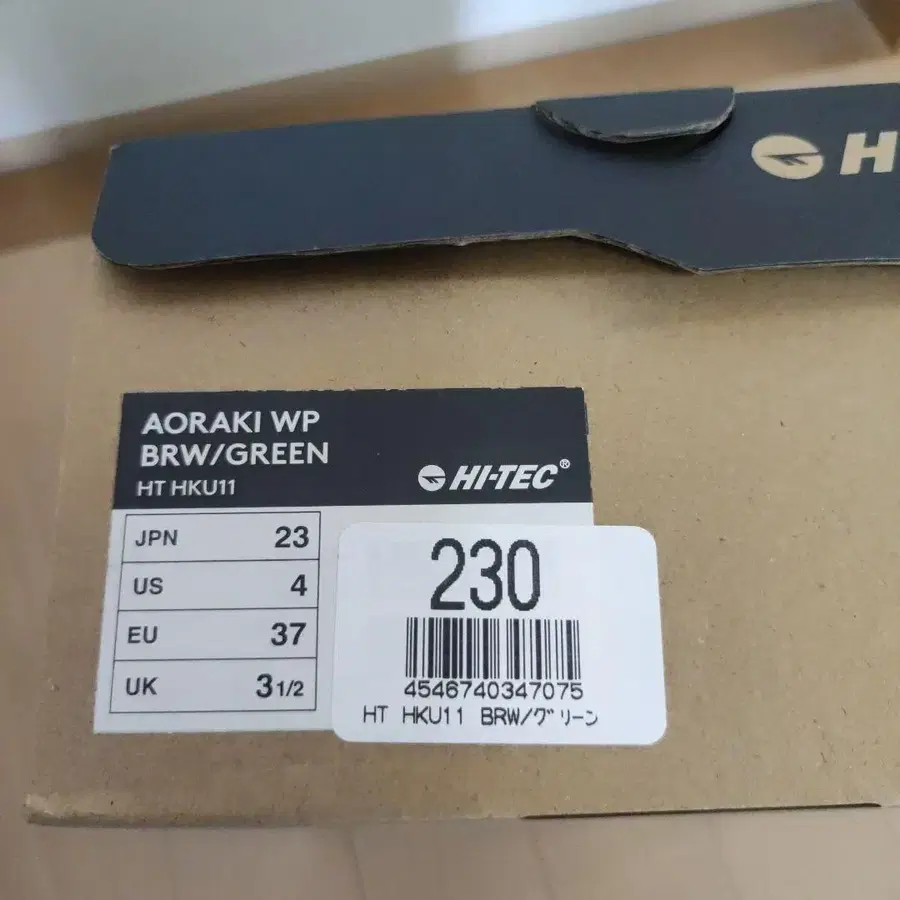 H
AORAKI WP
BRW/GREEN
HT HKU11
HI-TEC®
JPN 23
US 4
EU 37
UK 3 1/2
230
4546740347075
HT HKU11 BRW/グリーン